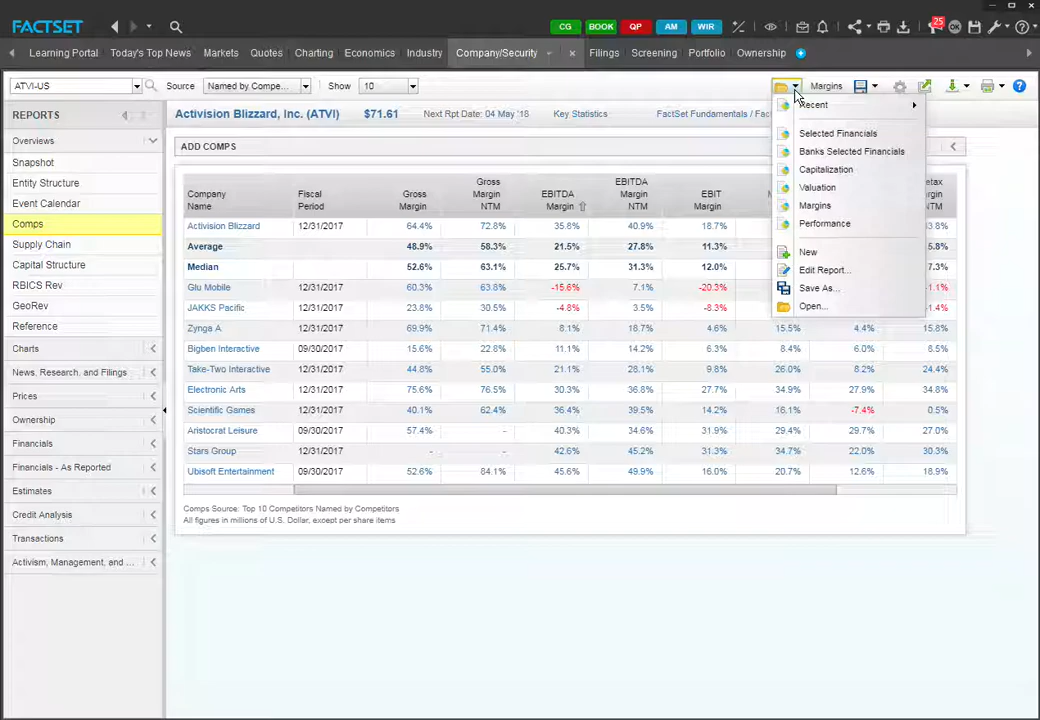 FACTSET
CG BOOK QP AM WIR 25 OK
Learning Portal Today's Top News Markets Quotes Charting Economics Industry Company/Security × Filings Screening Portfolio Ownership
ATVI-US Source Named by Compe... Show 10 Margins
REPORTS
Overviews
Snapshot
Entity Structure
Event Calendar
Comps
Supply Chain
Capital Structure
RBICS Rev
GeoRev
Reference
Charts
News, Research, and Filings
Prices
Ownership
Financials
Financials - As Reported
Estimates
Credit Analysis
Transactions
Activism, Management, and ...
Activision Blizzard, Inc. (ATVI) $71.61 Next Rpt Date: 04 May '18 Key Statistics FactSet Fundamentals /
ADD COMPS
Company Name Fiscal Period Gross Margin Gross Margin NTM EBITDA Margin EBITDA Margin NTM EBIT Margin
Activision Blizzard 12/31/2017 64.4% 72.8% 35.8% 40.9% 18.7%
Average 48.9% 58.3% 21.5% 27.8% 11.3% 5.8%
Median 52.6% 63.1% 25.7% 31.3% 12.0% 7.3%
Glu Mobile 12/31/2017 60.3% 63.8% -15.6% 7.1% -20.3% -1.1%
JAKKS Pacific 12/31/2017 23.8% 30.5% -4.8% 3.5% -8.3% -1.4%
Zynga A 12/31/2017 69.9% 71.4% 8.1% 18.7% 4.6% 15.5% 4.4% 15.8%
Bigben Interactive 09/30/2017 15.6% 22.8% 11.1% 14.2% 6.3% 8.4% 6.0% 8.5%
Take-Two Interactive 12/31/2017 44.8% 55.0% 21.1% 28.1% 9.8% 26.0% 8.2% 24.4%
Electronic Arts 12/31/2017 75.6% 76.5% 30.3% 36.8% 27.7% 34.9% 27.9% 34.8%
Scientific Games 12/31/2017 40.1% 62.4% 36.4% 39.5% 14.2% 16.1% -7.4% 0.5%
Aristocrat Leisure 09/30/2017 57.4% - 40.3% 34.6% 31.9% 29.4% 29.7% 27.0%
Stars Group 12/31/2017 - - 42.6% 45.2% 31.3% 34.7% 22.0% 30.3%
Ubisoft Entertainment 09/30/2017 52.6% 84.1% 45.6% 49.9% 16.0% 20.7% 12.6% 18.9%
Comps Source: Top 10 Competitors Named by Competitors
All figures in millions of U.S. Dollar, except per share items
Recent
Selected Financials
Banks Selected Financials
Capitalization
Valuation
Margins
Performance
New
Edit Report...
Save As...
Open...